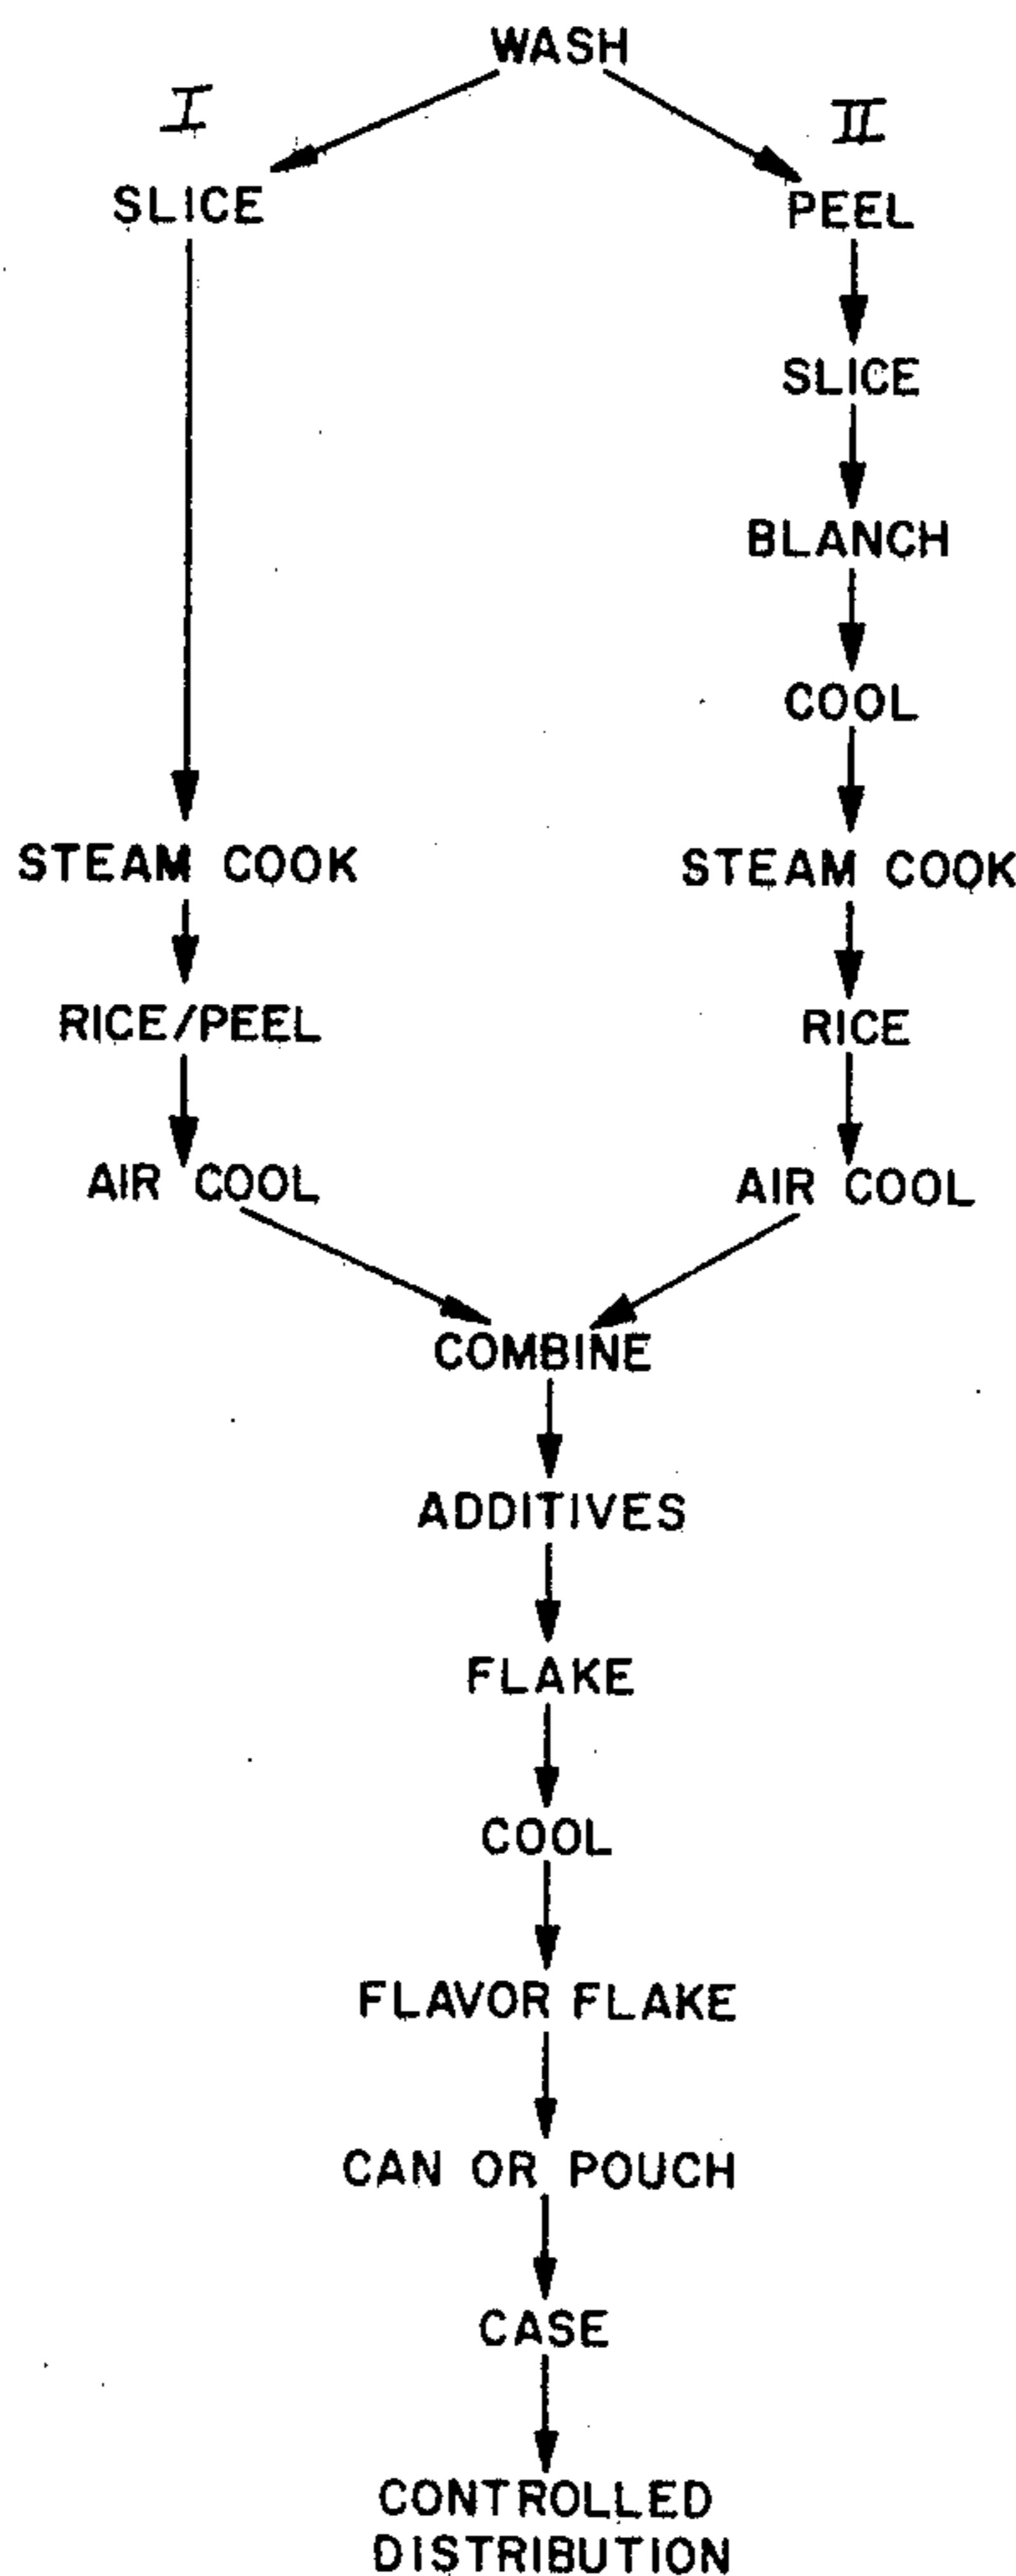 WASH
I
II
SLICE
PEEL
SLICE
BLANCH
COOL
STEAM COOK
STEAM COOK
RICE/PEEL
RICE
AIR COOL
AIR COOL
COMBINE
ADDITIVES
FLAKE
COOL
FLAVOR FLAKE
CAN OR POUCH
CASE
CONTROLLED
DISTRIBUTION